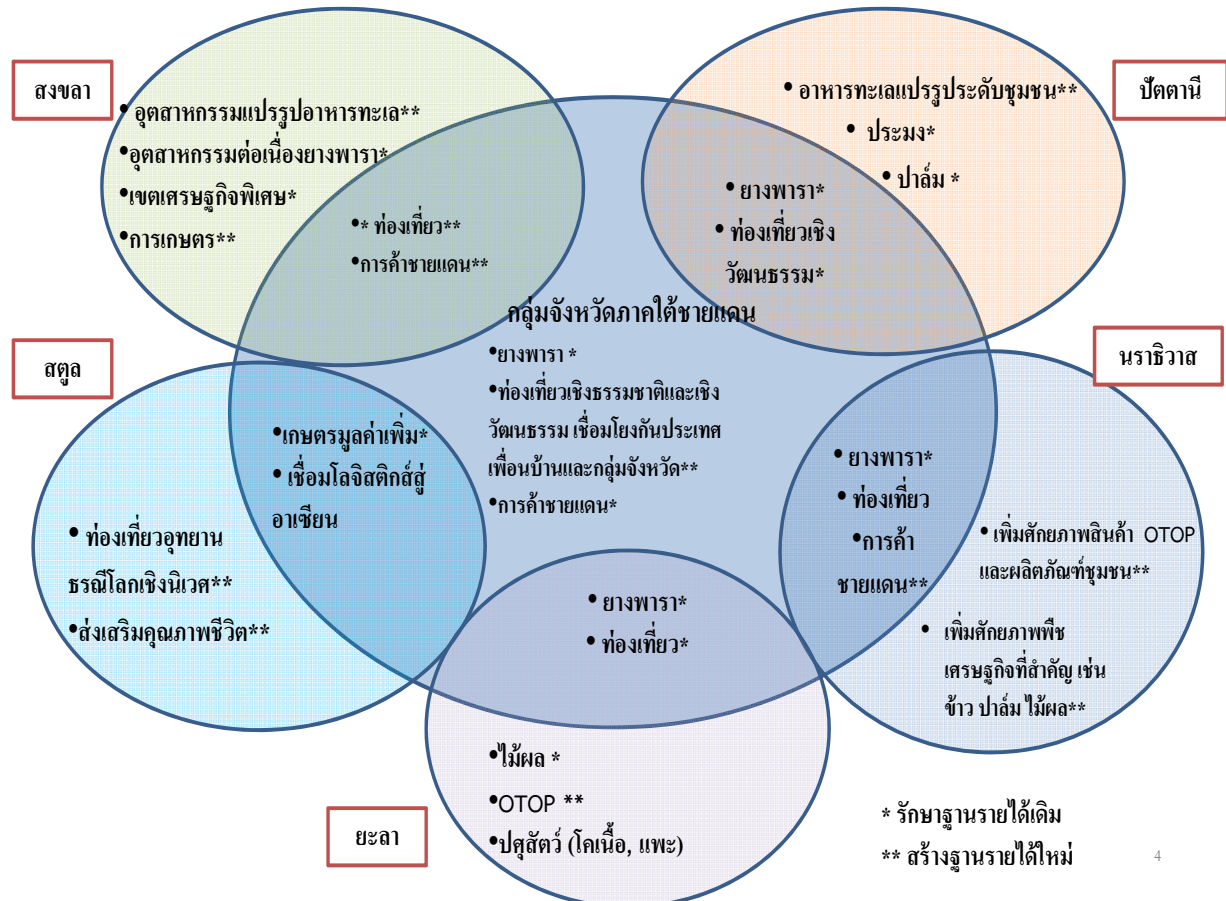 สงขลา
• อุตสาหกรรมแปรรูปอาหารทะเล**
•อุตสาหกรรมต่อเนื่องยางพารา*
•เขตเศรษฐกิจพิเศษ*
•การเกษตร**
•* ท่องเที่ยว**
•การค้าชายแดน**
ปัตตานี
• อาหารทะเลแปรรูประดับชุมชน**
• ประมง*
• ปาล์ม *
• ยางพารา*
• ท่องเที่ยวเชิง
วัฒนธรรม*
กลุ่มจังหวัดภาคใต้ชายแดน
•ยางพารา *
•ท่องเที่ยวเชิงธรรมชาติและเชิง
วัฒนธรรม เชื่อมโยงกันประเทศ
เพื่อนบ้านและกลุ่มจังหวัด**
•การค้าชายแดน*
สตูล
•เกษตรมูลค่าเพิ่ม*
• เชื่อมโลจิสติกส์สู่
อาเซียน
• ท่องเที่ยวอุทยาน
ธรณีโลกเชิงนิเวศ**
•ส่งเสริมคุณภาพชีวิต**
นราธิวาส
• ยางพารา*
• ท่องเที่ยว
•การค้า
ชายแดน**
• เพิ่มศักยภาพสินค้า OTOP
และผลิตภัณฑ์ชุมชน**
• เพิ่มศักยภาพพืช
เศรษฐกิจที่สำคัญ เช่น
ข้าว ปาล์ม ไม้ผล**
• ยางพารา*
• ท่องเที่ยว*
•ไม้ผล *
•OTOP **
•ปศุสัตว์ (โคเนื้อ, แพะ)
ยะลา
* รักษาฐานรายได้เดิม
** สร้างฐานรายได้ใหม่
4